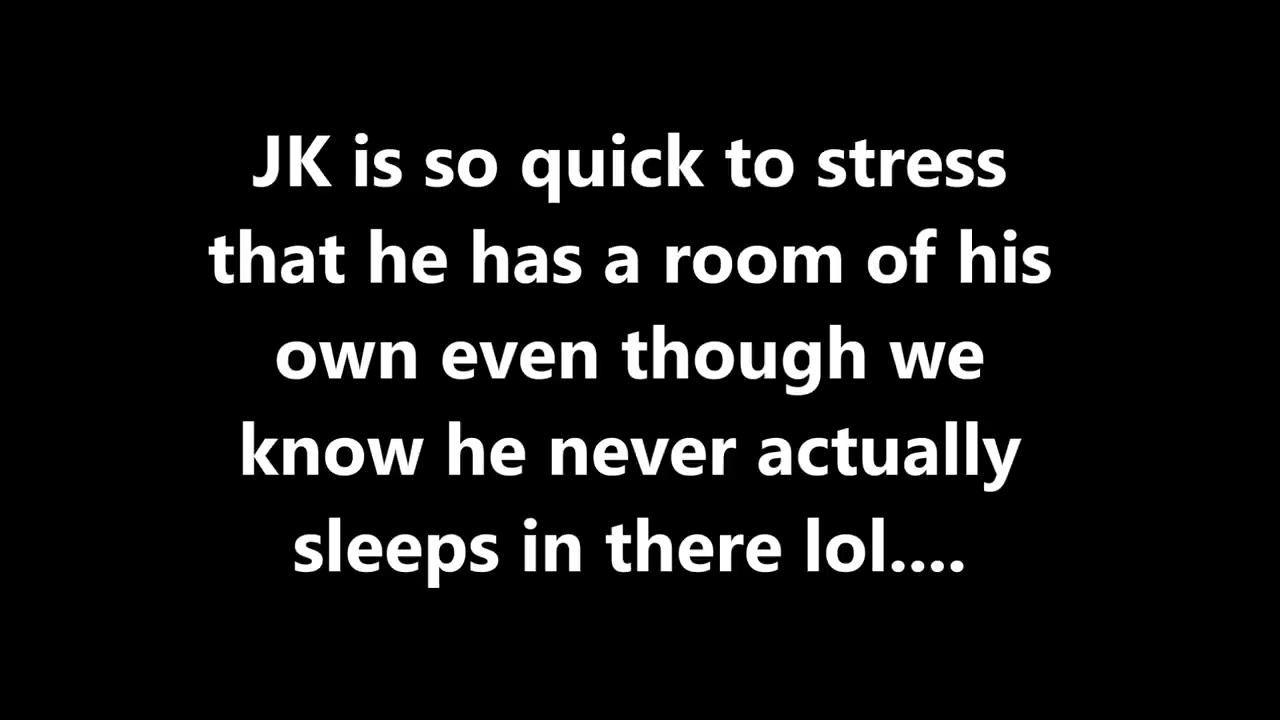 JK is so quick to stress
that he has a room of his
own even though we
know he never actually
sleeps in there lol....